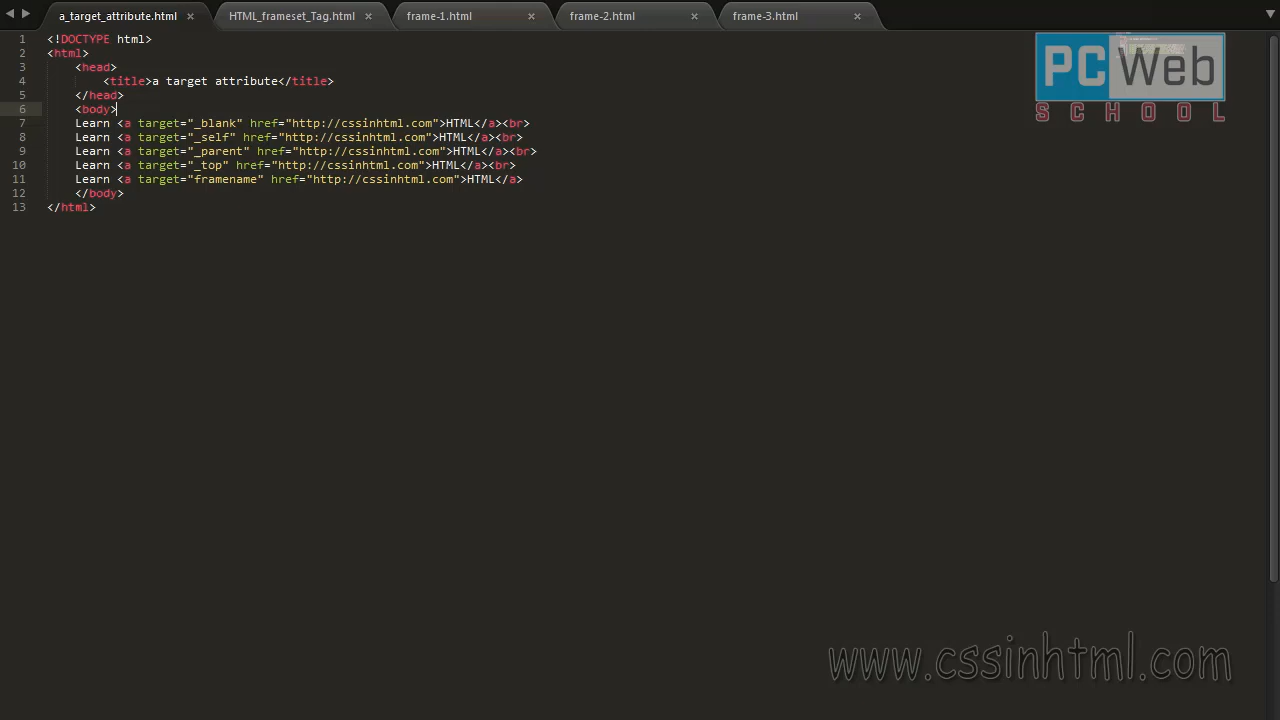 a_target_attribute.html × HTML_frameset_Tag.html × frame-1.html × frame-2.html × frame-3.html ×
1 <!DOCTYPE html>
2 <html>
3 <head>
4 <title>a target attribute</title>
5 </head>
6 <body>
7 Learn <a target="_blank" href="http://cssinhtml.com">HTML</a><br>
8 Learn <a target="_self" href="http://cssinhtml.com">HTML</a><br>
9 Learn <a target="_parent" href="http://cssinhtml.com">HTML</a><br>
10 Learn <a target="_top" href="http://cssinhtml.com">HTML</a><br>
11 Learn <a target="framename" href="http://cssinhtml.com">HTML</a>
12 </body>
13 </html>
PC Web
SCHOOL
www.cssinhtml.com